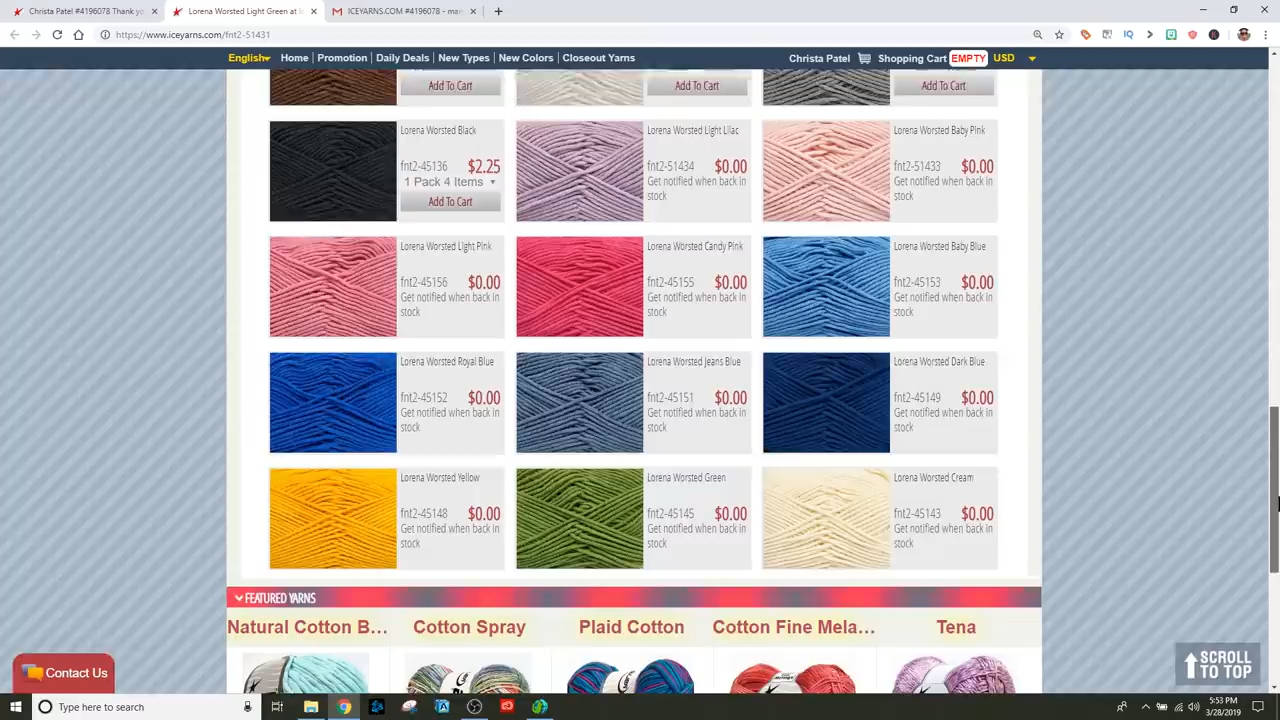 Christa Patel #4196078 Thank yo
Lorena Worsted Light Green at I
ICEYARNS.COM #4196078 - ma
https://www.iceyarns.com/fnt2-51431
English Home Promotion Daily Deals New Types New Colors Closeout Yarns Christa Patel Shopping Cart EMPTY USD
Add To Cart Add To Cart Add To Cart
Lorena Worsted Black
fnt2-45136 $2.25
1 Pack 4 Items
Add To Cart
Lorena Worsted Light Lilac
fnt2-51434 $0.00
Get notified when back in
stock
Lorena Worsted Baby Pink
fnt2-51433 $0.00
Get notified when back in
stock
Lorena Worsted Light Pink
fnt2-45156 $0.00
Get notified when back in
stock
Lorena Worsted Candy Pink
fnt2-45155 $0.00
Get notified when back in
stock
Lorena Worsted Baby Blue
fnt2-45153 $0.00
Get notified when back in
stock
Lorena Worsted Royal Blue
fnt2-45152 $0.00
Get notified when back in
stock
Lorena Worsted Jeans Blue
fnt2-45151 $0.00
Get notified when back in
stock
Lorena Worsted Dark Blue
fnt2-45149 $0.00
Get notified when back in
stock
Lorena Worsted Yellow
fnt2-45148 $0.00
Get notified when back in
stock
Lorena Worsted Green
fnt2-45145 $0.00
Get notified when back in
stock
Lorena Worsted Cream
fnt2-45143 $0.00
Get notified when back in
stock
FEATURED YARNS
Natural Cotton B... Cotton Spray Plaid Cotton Cotton Fine Mela... Tena
Contact Us
SCROLL
TO TOP
Type here to search
5:53 PM
3/28/2019